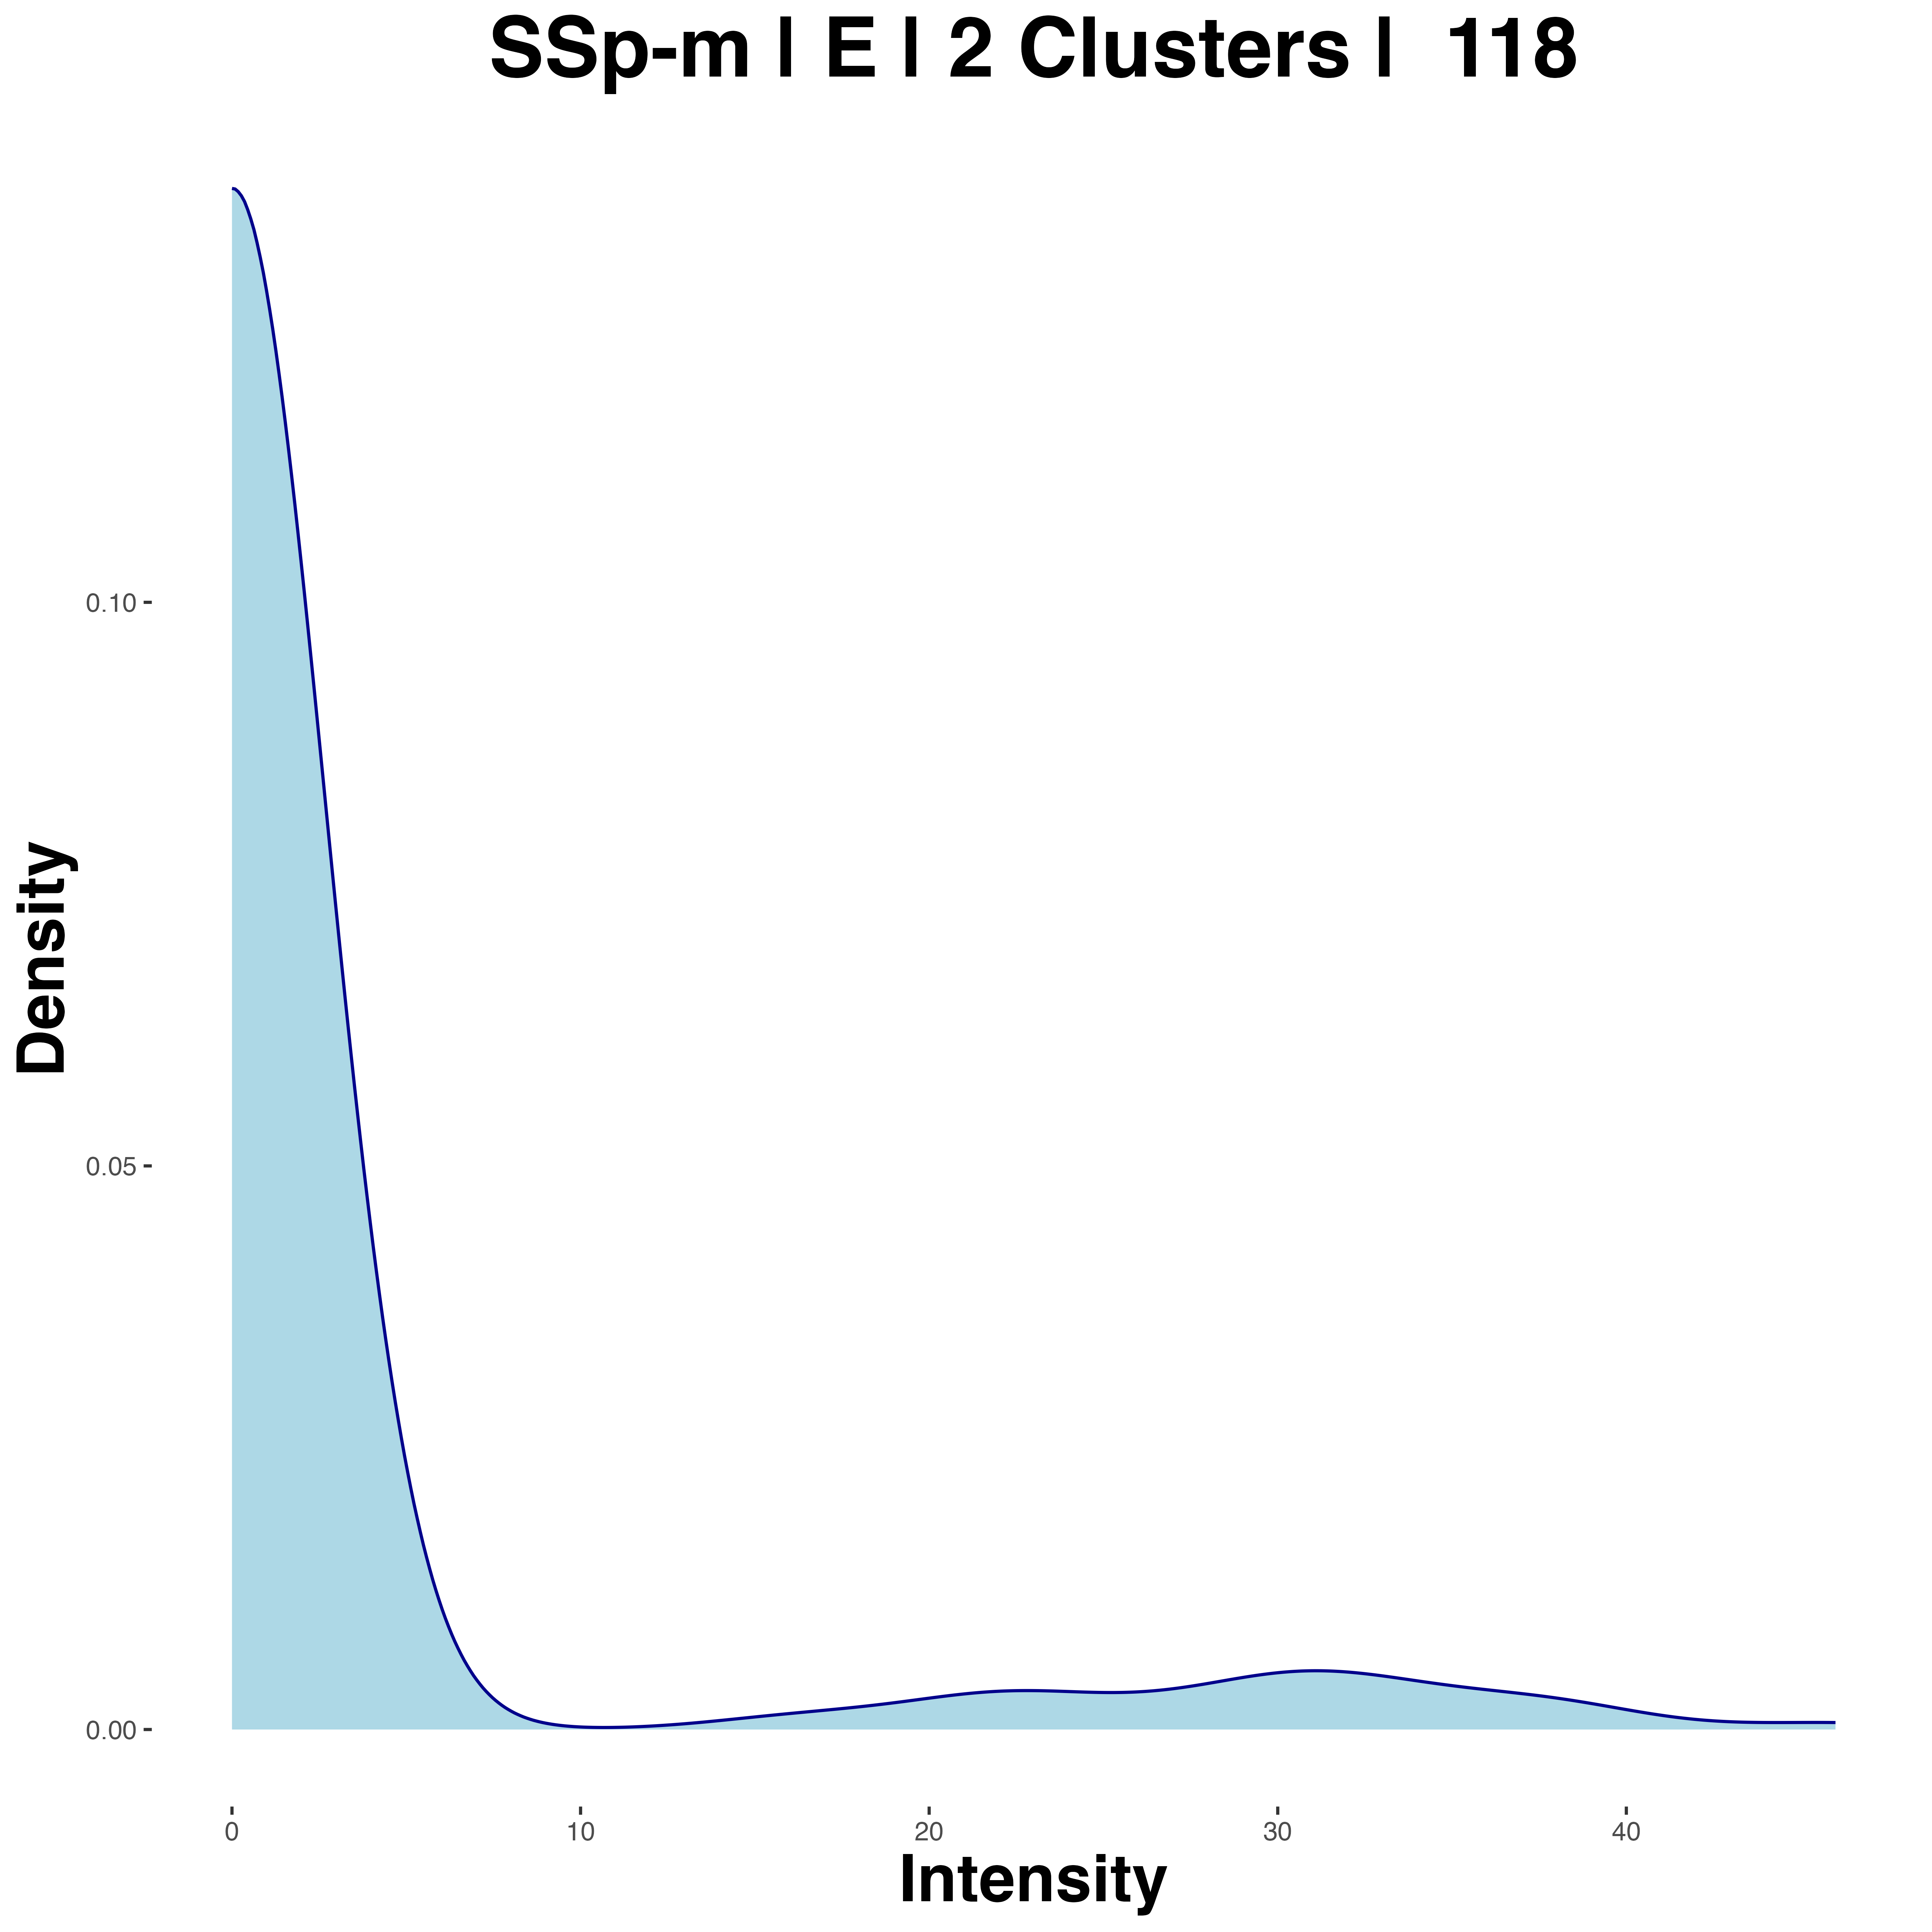 SSp-m | E | 2 Clusters | 118
Density
0.10
0.05
0.00
0 10 20 30 40
Intensity